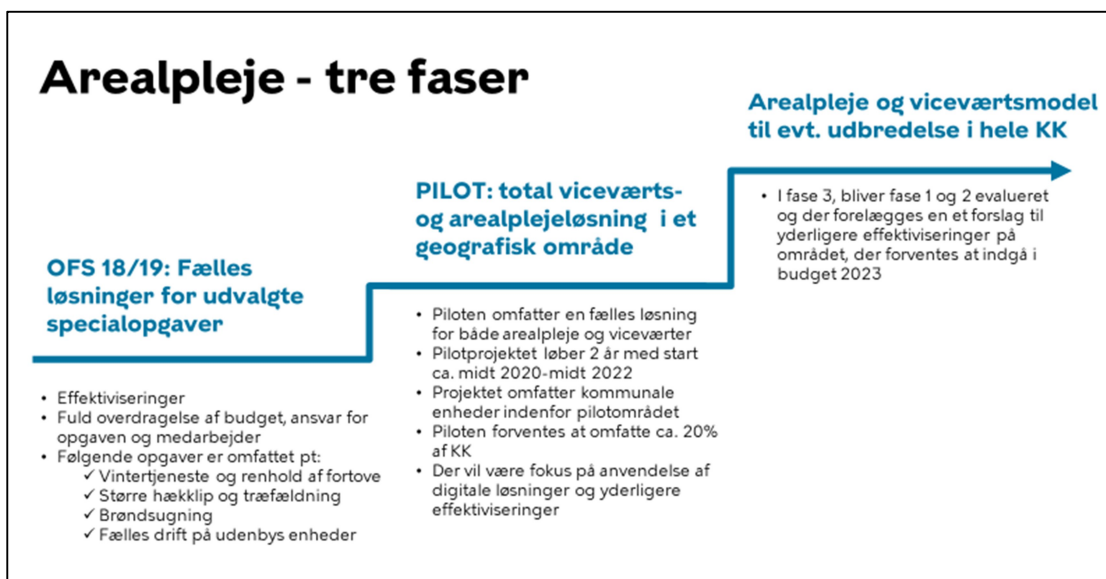 Arealpleje - tre faser
OFS 18/19: Fælles
løsninger for udvalgte
specialopgaver
• Effektiviseringer
• Fuld overdragelse af budget, ansvar for
opgaven og medarbejder
• Følgende opgaver er omfattet pt:
✓ Vintertjeneste og renhold af fortove
✓ Større hækklip og træfældning
✓ Brøndsugning
✓ Fælles drift på udenbys enheder
PILOT: total viceværts-
og arealplejeløsning i et
geografisk område
• Piloten omfatter en fælles løsning
for både arealpleje og viceværter
• Pilotprojektet løber 2 år med start
ca. midt 2020-midt 2022
• Projektet omfatter kommunale
enheder indenfor pilotområdet
• Piloten forventes at omfatte ca. 20%
af KK
• Der vil være fokus på anvendelse af
digitale løsninger og yderligere
effektiviseringer
Arealpleje og viceværtsmodel
til evt. udbredelse i hele KK
• I fase 3, bliver fase 1 og 2 evalueret
og der forelægges en et forslag til
yderligere effektiviseringer på
området, der forventes at indgå i
budget 2023